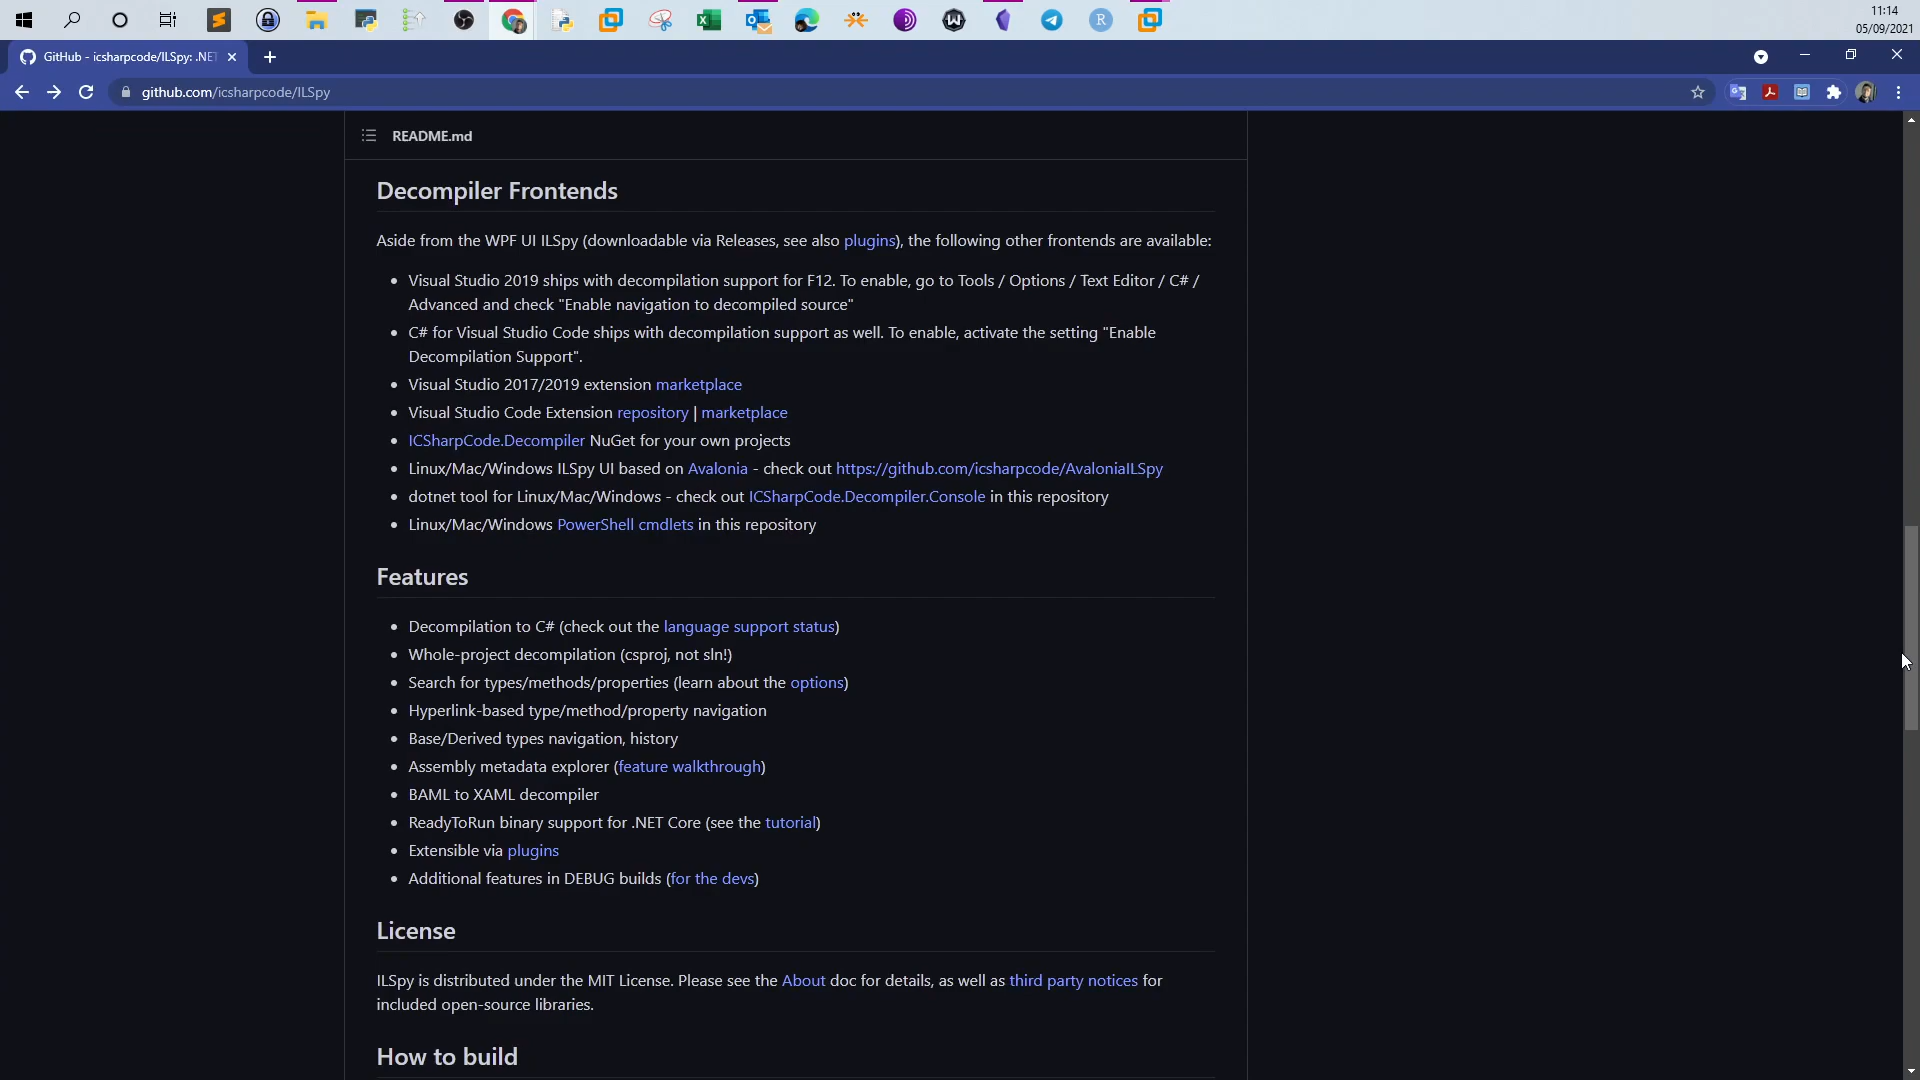 11:14
05/09/2021
GitHub - icsharpcode/ILSpy: .NET
github.com/icsharpcode/ILSpy
README.md
Decompiler Frontends
Aside from the WPF UI ILSpy (downloadable via Releases, see also plugins), the following other frontends are available:
Visual Studio 2019 ships with decompilation support for F12. To enable, go to Tools / Options / Text Editor / C# /
Advanced and check "Enable navigation to decompiled source"
C# for Visual Studio Code ships with decompilation support as well. To enable, activate the setting "Enable
Decompilation Support".
Visual Studio 2017/2019 extension marketplace
Visual Studio Code Extension repository | marketplace
ICSharpCode.Decompiler NuGet for your own projects
Linux/Mac/Windows ILSpy UI based on Avalonia - check out https://github.com/icsharpcode/AvaloniaILSpy
dotnet tool for Linux/Mac/Windows - check out ICSharpCode.Decompiler.Console in this repository
Linux/Mac/Windows PowerShell cmdlets in this repository
Features
Decompilation to C# (check out the language support status)
Whole-project decompilation (csproj, not sln!)
Search for types/methods/properties (learn about the options)
Hyperlink-based type/method/property navigation
Base/Derived types navigation, history
Assembly metadata explorer (feature walkthrough)
BAML to XAML decompiler
ReadyToRun binary support for .NET Core (see the tutorial)
Extensible via plugins
Additional features in DEBUG builds (for the devs)
License
ILSpy is distributed under the MIT License. Please see the About doc for details, as well as third party notices for
included open-source libraries.
How to build